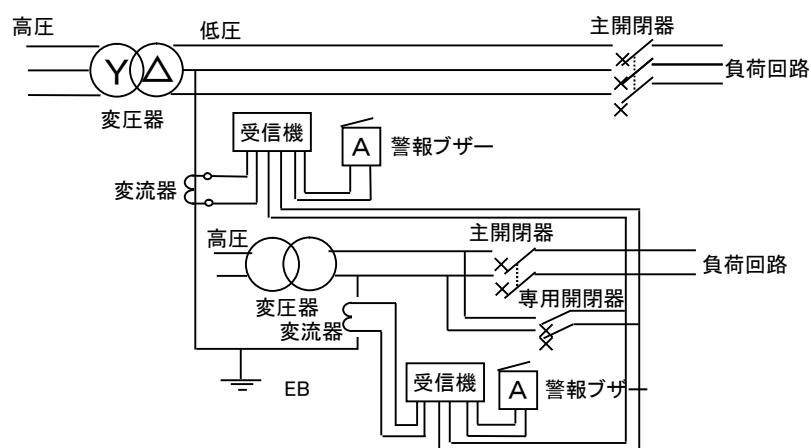 高圧
低圧
主開閉器
Y
△
負荷回路
変圧器
受信機
A
警報ブザー
変流器
高圧
主開閉器
負荷回路
変圧器
専用開閉器
変流器
EB
受信機
A
警報ブザー